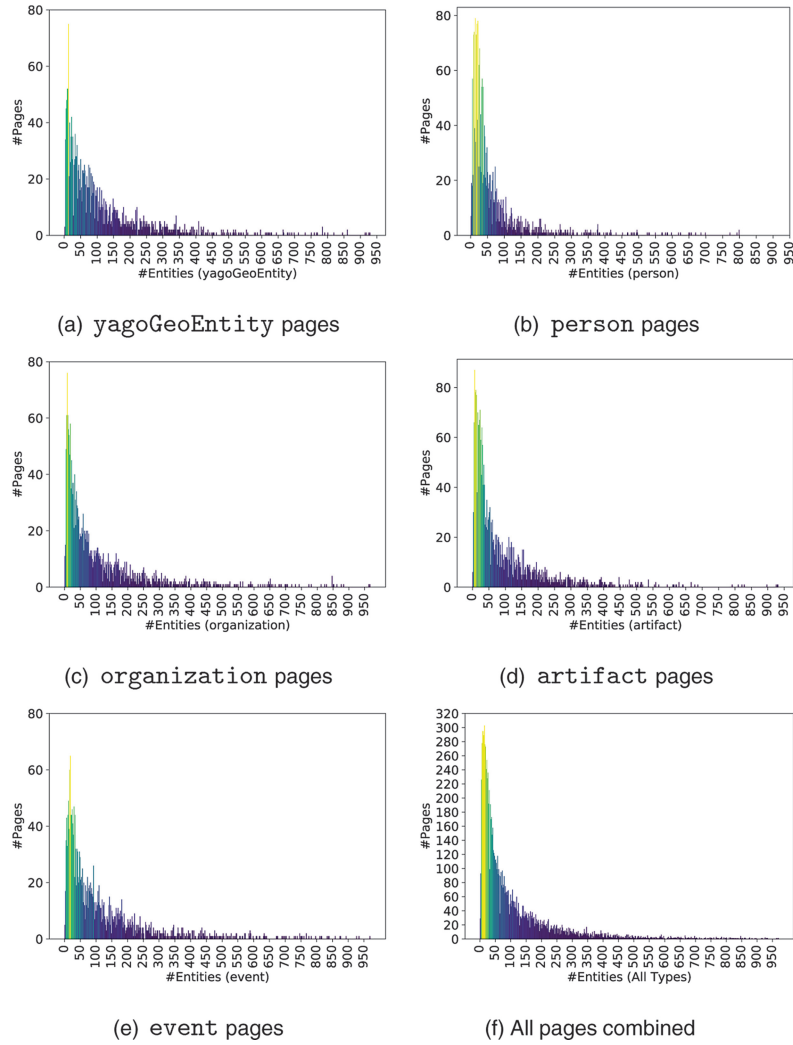 80
60
40
20
0
#Pages
0 50 100 150 200 250 300 350 400 450 500 550 600 650 700 750 800 850 900 950
#Entities (yagoGeoEntity)
(a) yagoGeoEntity pages
80
60
40
20
0
#Pages
0 50 100 150 200 250 300 350 400 450 500 550 600 650 700 750 800 850 900 950
#Entities (person)
(b) person pages
80
60
40
20
0
#Pages
0 50 100 150 200 250 300 350 400 450 500 550 600 650 700 750 800 850 900 950
#Entities (organization)
(c) organization pages
80
60
40
20
0
#Pages
0 50 100 150 200 250 300 350 400 450 500 550 600 650 700 750 800 850 900 950
#Entities (artifact)
(d) artifact pages
80
60
40
20
0
#Pages
0 50 100 150 200 250 300 350 400 450 500 550 600 650 700 750 800 850 900 950
#Entities (event)
(e) event pages
320
300
280
260
240
220
200
180
160
140
120
100
80
60
40
20
0
#Pages
0 50 100 150 200 250 300 350 400 450 500 550 600 650 700 750 800 850 900 950
#Entities (All Types)
(f) All pages combined